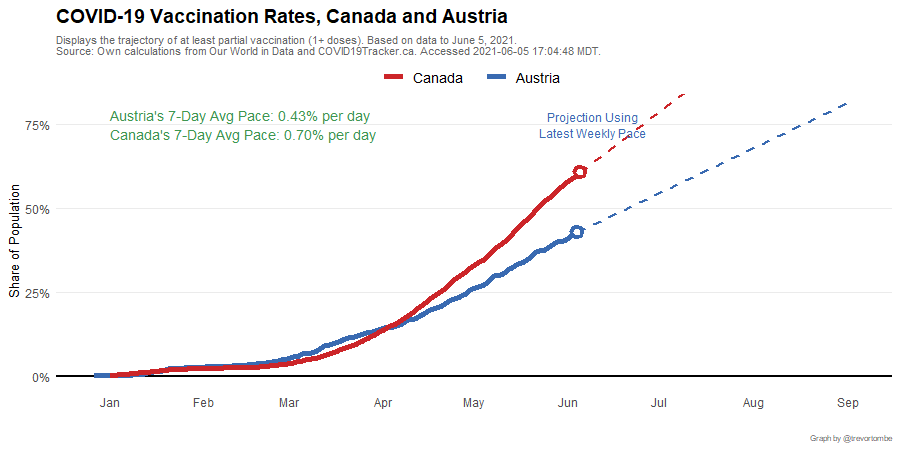 COVID-19 Vaccination Rates, Canada and Austria
Displays the trajectory of at least partial vaccination (1+ doses). Based on data to June 5, 2021.
Source: Own calculations from Our World in Data and COVID19Tracker.ca. Accessed 2021-06-05 17:04:48 MDT.
Canada Austria
Austria's 7-Day Avg Pace: 0.43% per day
Canada's 7-Day Avg Pace: 0.70% per day
Projection Using
Latest Weekly Pace
Share of Population
75%
50%
25%
0%
Jan Feb Mar Apr May Jun Jul Aug Sep
Graph by @trevortombe